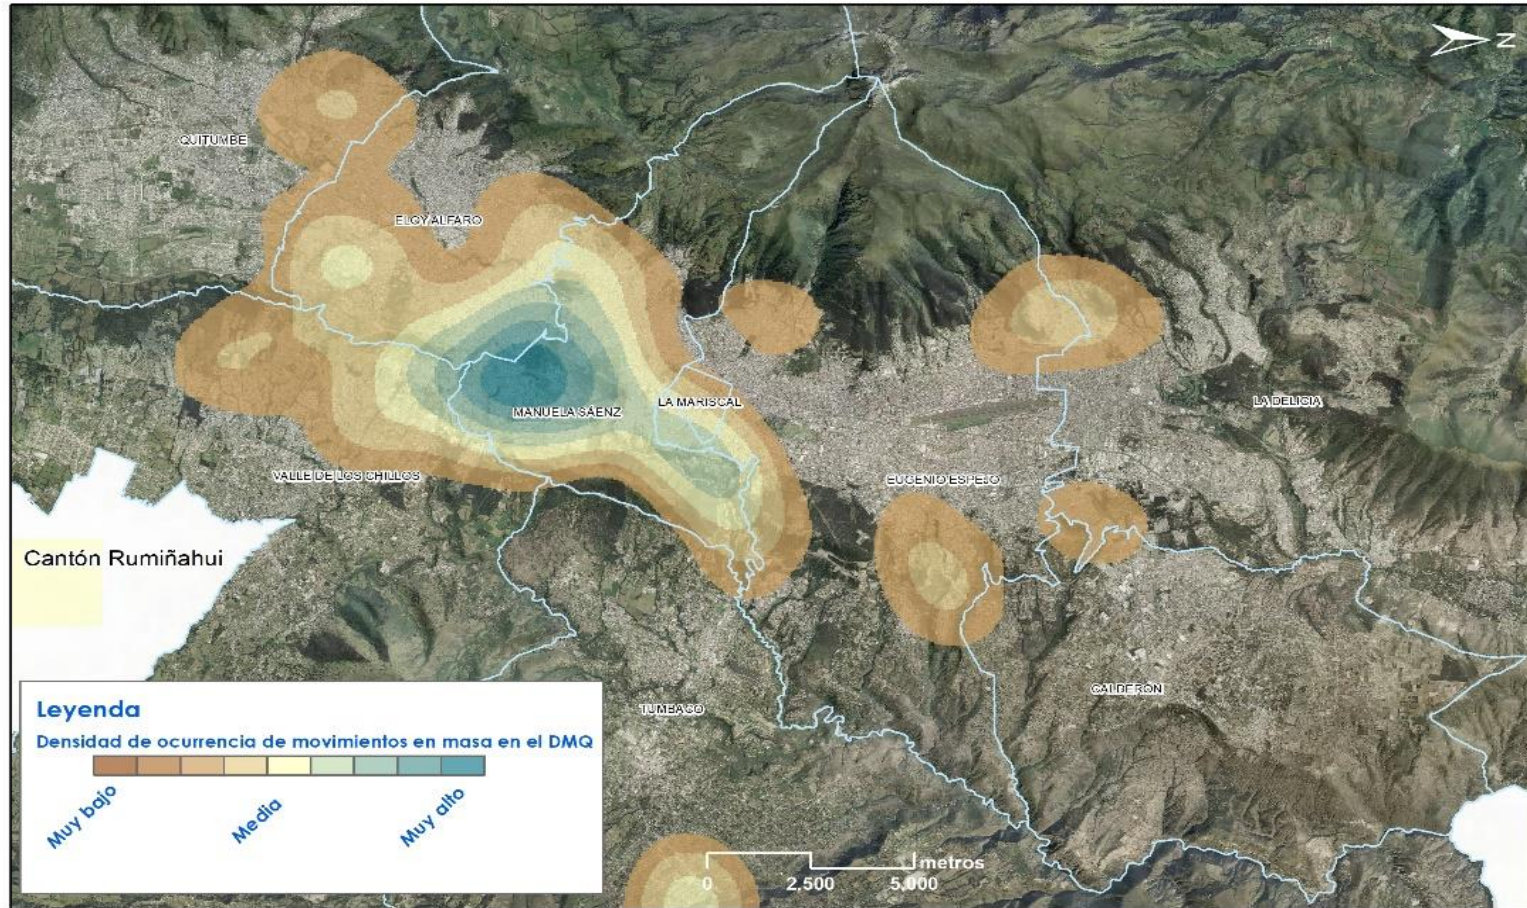 N
QUITUMBE
ELOY ALFARO
MANUELA SÁENZ
LA MARISCAL
LA DELICIA
VALLE DE LOS CHILLOS
EUGENIO ESPEJO
Cantón Rumiñahui
CALDERÓN
TUMBACO
Leyenda
Densidad de ocurrencia de movimientos en masa en el DMQ
Muy bajo
Media
Muy alto
metros
0 2,500 5,000